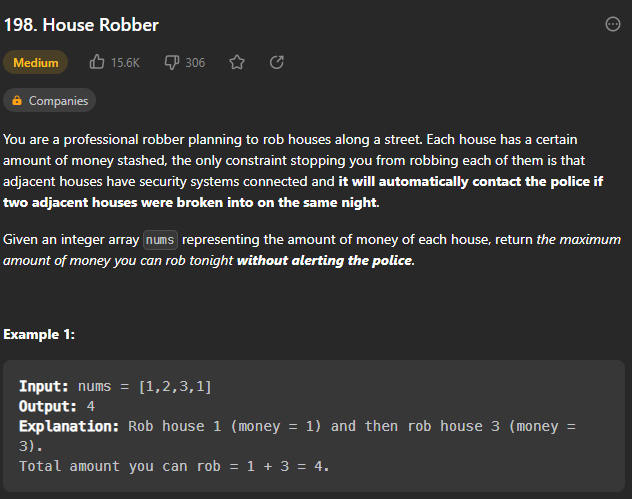 198. House Robber
Medium 15.6K 306
Companies
You are a professional robber planning to rob houses along a street. Each house has a certain
amount of money stashed, the only constraint stopping you from robbing each of them is that
adjacent houses have security systems connected and it will automatically contact the police if
two adjacent houses were broken into on the same night.
Given an integer array nums representing the amount of money of each house, return the maximum
amount of money you can rob tonight without alerting the police.
Example 1:
Input: nums = [1,2,3,1]
Output: 4
Explanation: Rob house 1 (money = 1) and then rob house 3 (money =
3).
Total amount you can rob = 1 + 3 = 4.